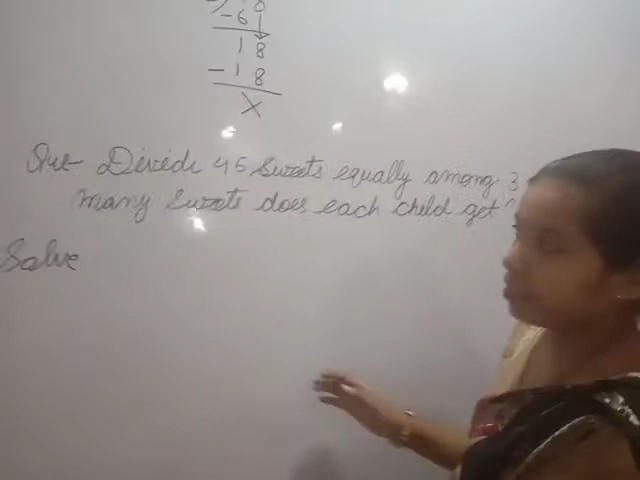 -6↓
18
-18
X
Que- Divide 45 Sweets equally among 3
many Sweets does each child get
Solve